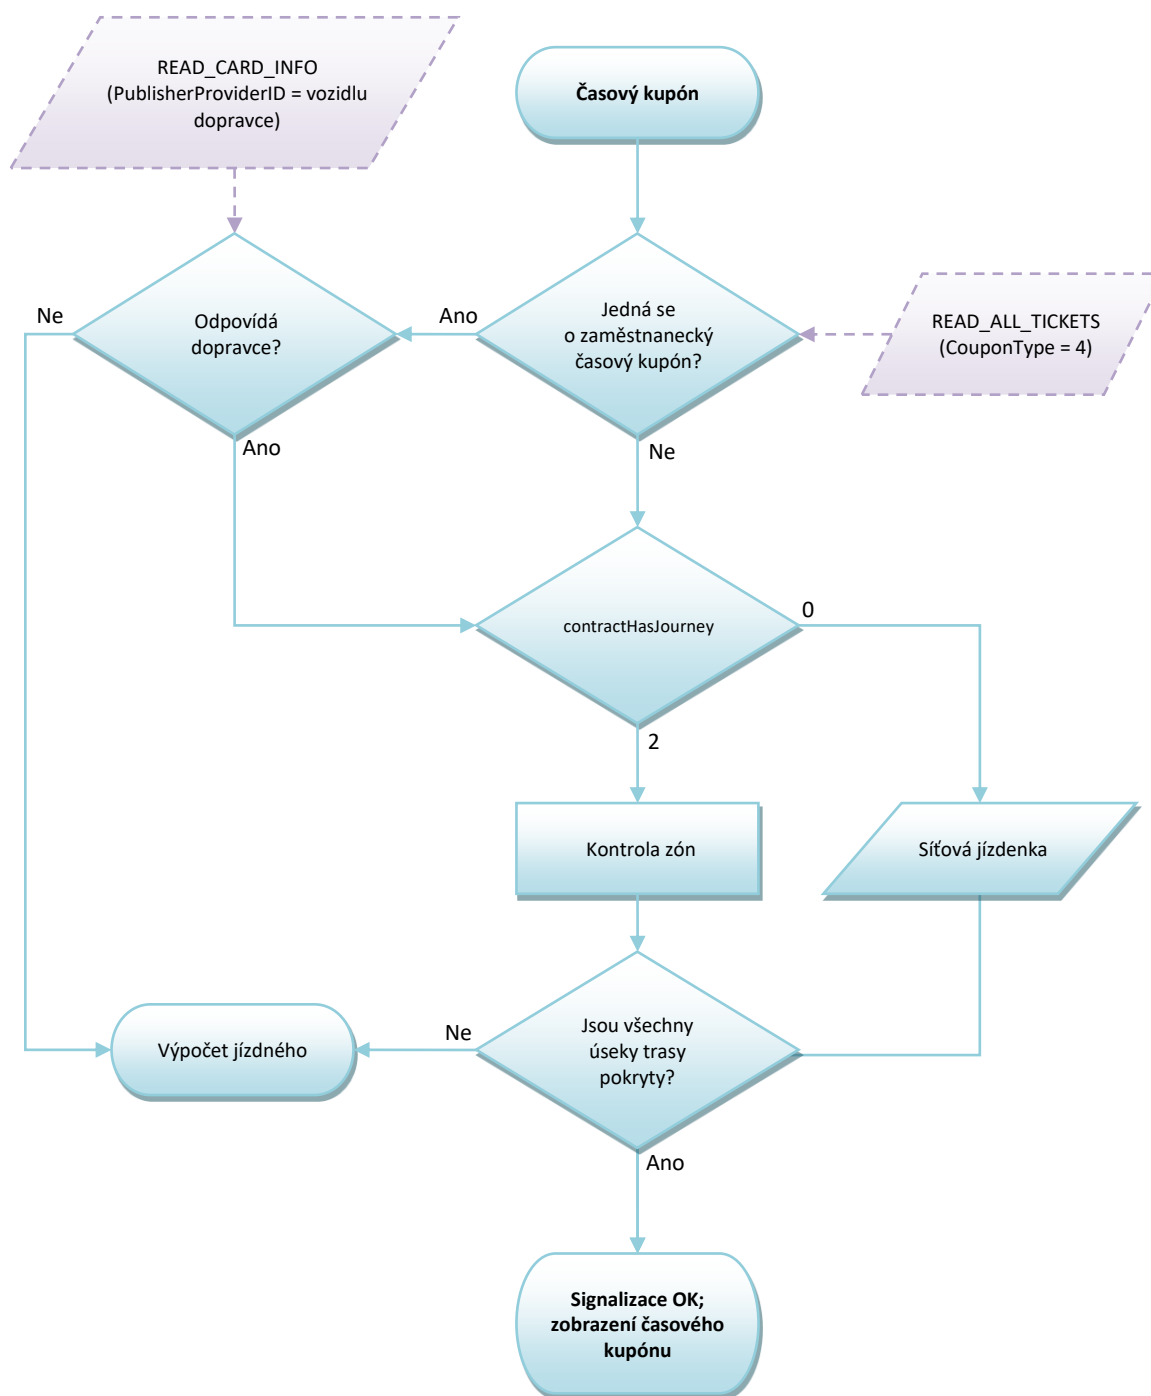 READ_CARD_INFO
(PublisherProviderID = vozidlu
dopravce)
Časový kupón
Ne
Odpovídá
dopravce?
Ano
Jedná se
o zaměstnanecký
časový kupón?
READ_ALL_TICKETS
(CouponType = 4)
Ano
Ne
contractHasJourney
0
2
Kontrola zón
Síťová jízdenka
Výpočet jízdného
Ne
Jsou všechny
úseky trasy
pokryty?
Ano
Signalizace OK;
zobrazení časového
kupónu